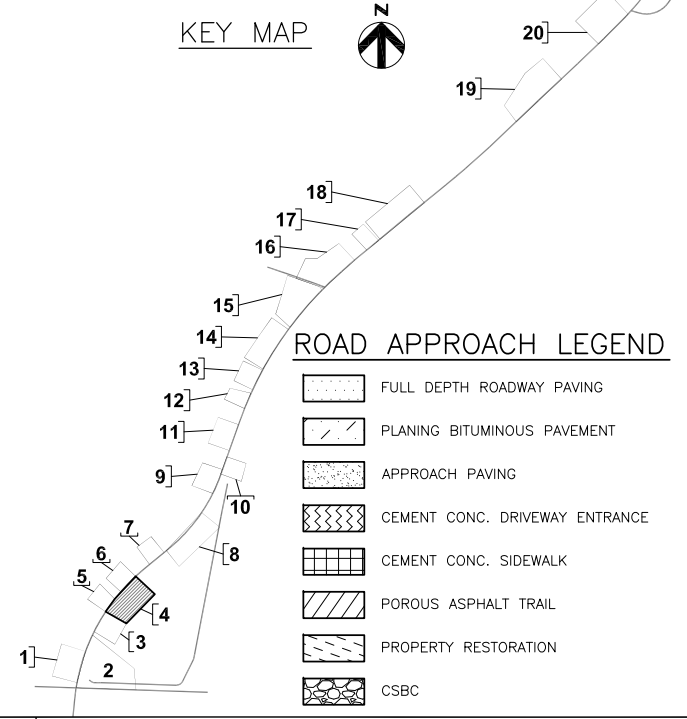 KEY MAP
N
20
19
18
17
16
15
14
13
12
11
9
10
8
7
6
5
4
3
1
2
ROAD APPROACH LEGEND
FULL DEPTH ROADWAY PAVING
PLANING BITUMINOUS PAVEMENT
APPROACH PAVING
CEMENT CONC. DRIVEWAY ENTRANCE
CEMENT CONC. SIDEWALK
POROUS ASPHALT TRAIL
PROPERTY RESTORATION
CSBC